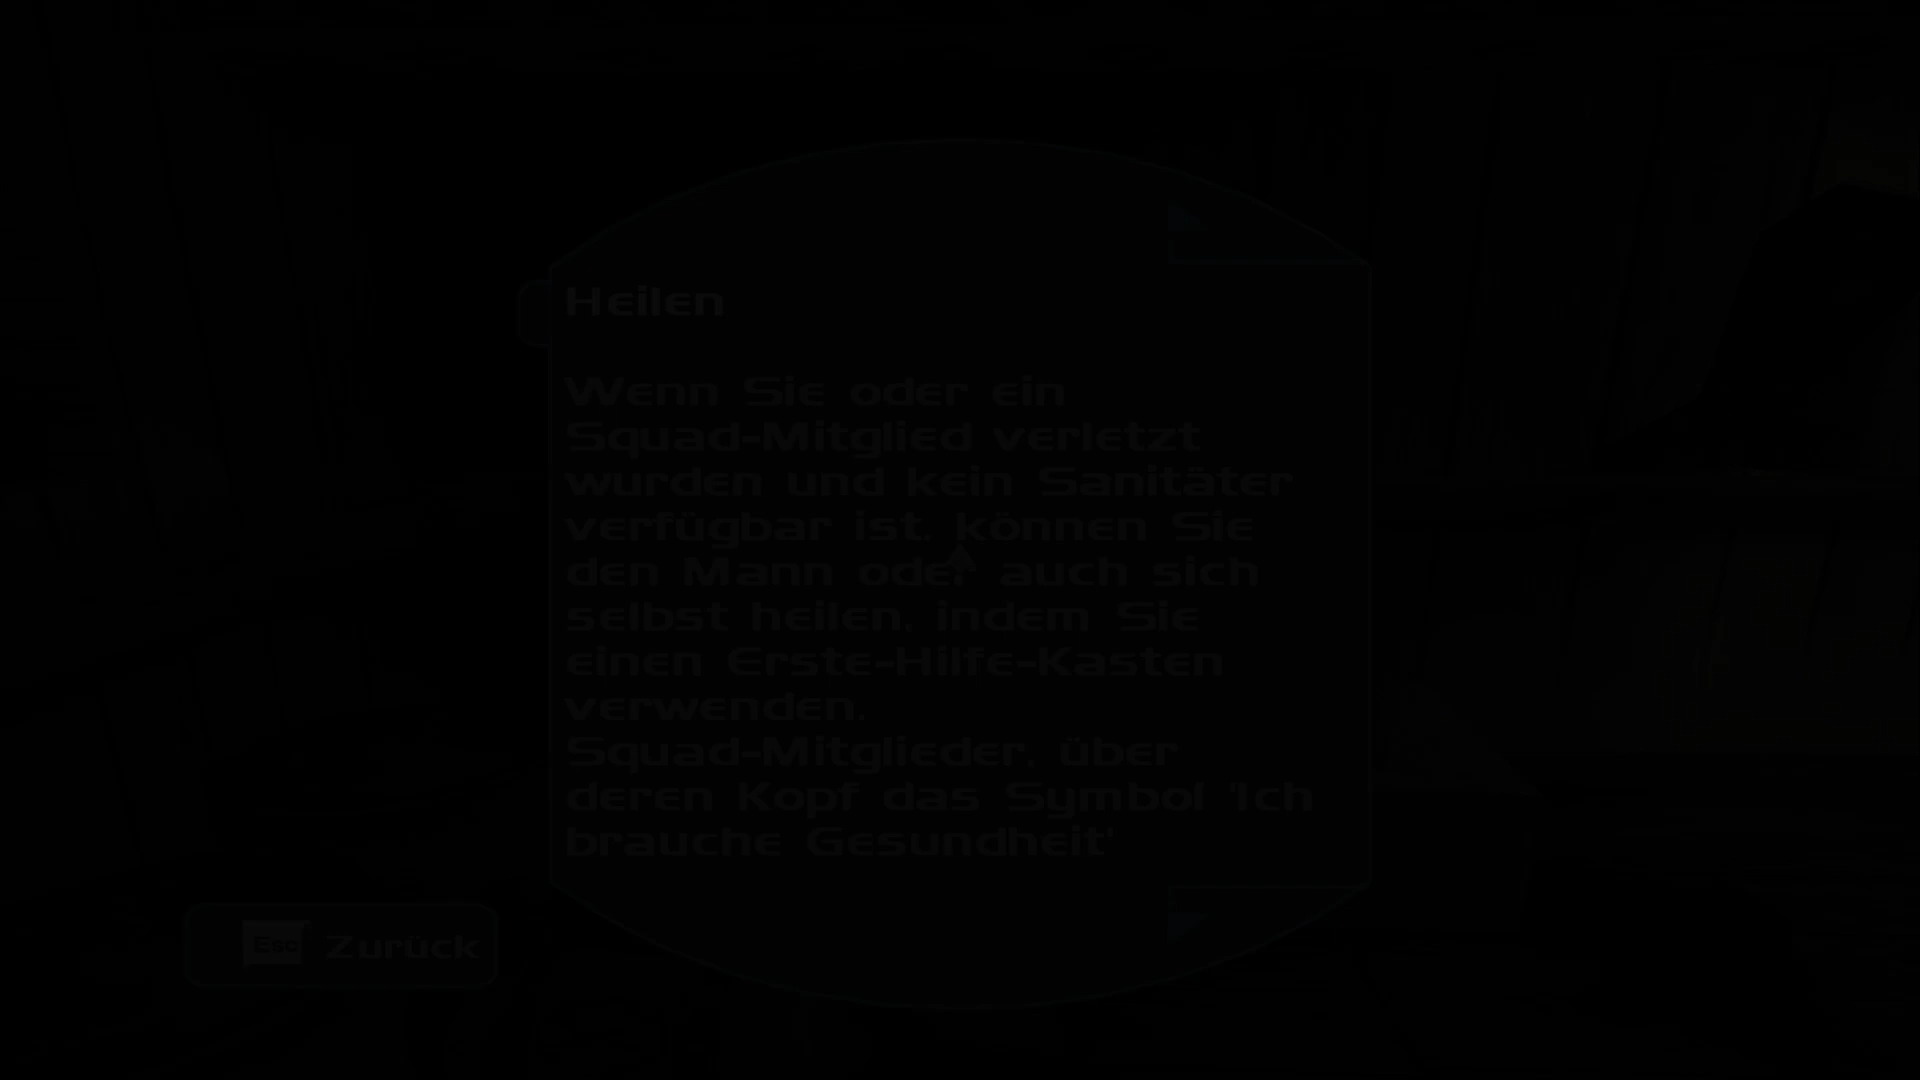 Heilen
Wenn Sie oder ein
Squad-Mitglied verletzt
wurden und kein Sanitäter
verfügbar ist, können Sie
den Mann oder auch sich
selbst heilen, indem Sie
einen Erste-Hilfe-Kasten
verwenden.
Squad-Mitglieder, über
deren Kopf das Symbol 'Ich
brauche Gesundheit'
Esc Zurück